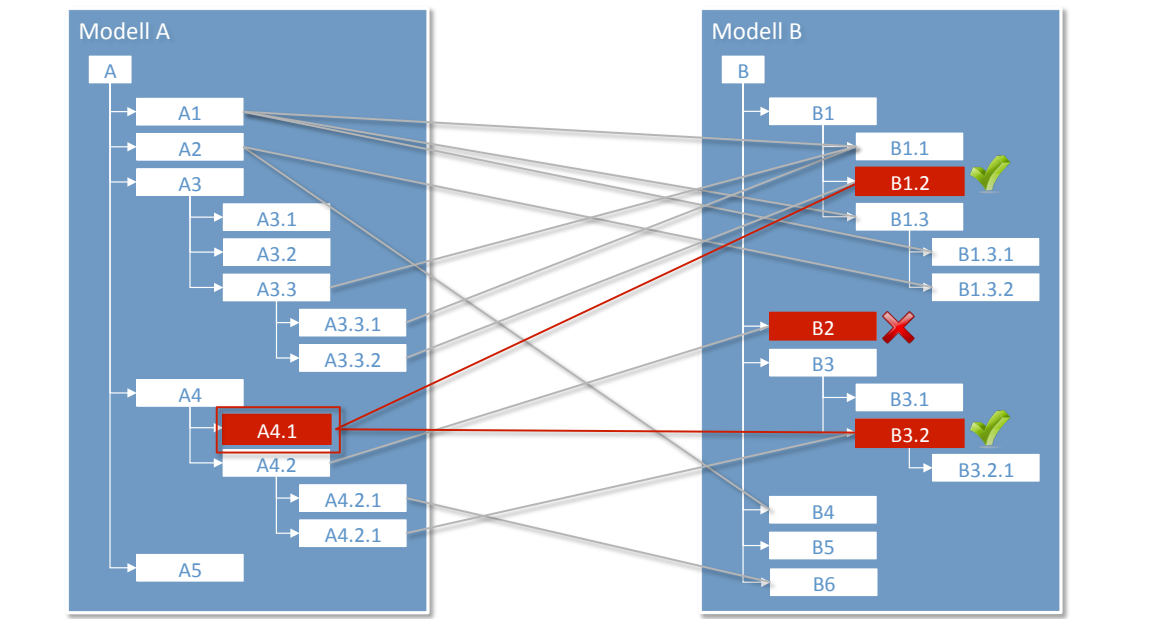 Modell A
A
A1
A2
A3
A3.1
A3.2
A3.3
A3.3.1
A3.3.2
A4
A4.1
A4.2
A4.2.1
A4.2.1
A5
Modell B
B
B1
B1.1
B1.2
B1.3
B1.3.1
B1.3.2
B2
B3
B3.1
B3.2
B3.2.1
B4
B5
B6